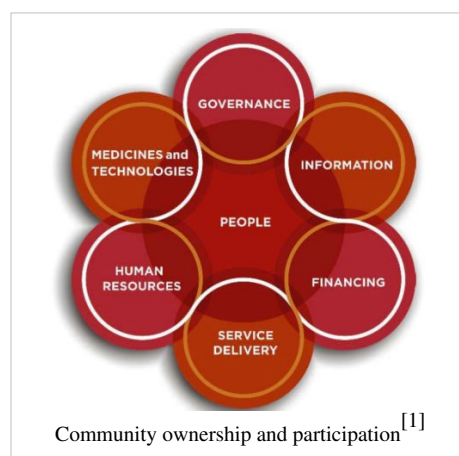 GOVERNANCE
MEDICINES and
TECHNOLOGIES
INFORMATION
PEOPLE
HUMAN
RESOURCES
FINANCING
SERVICE
DELIVERY
Community ownership and participation[1]